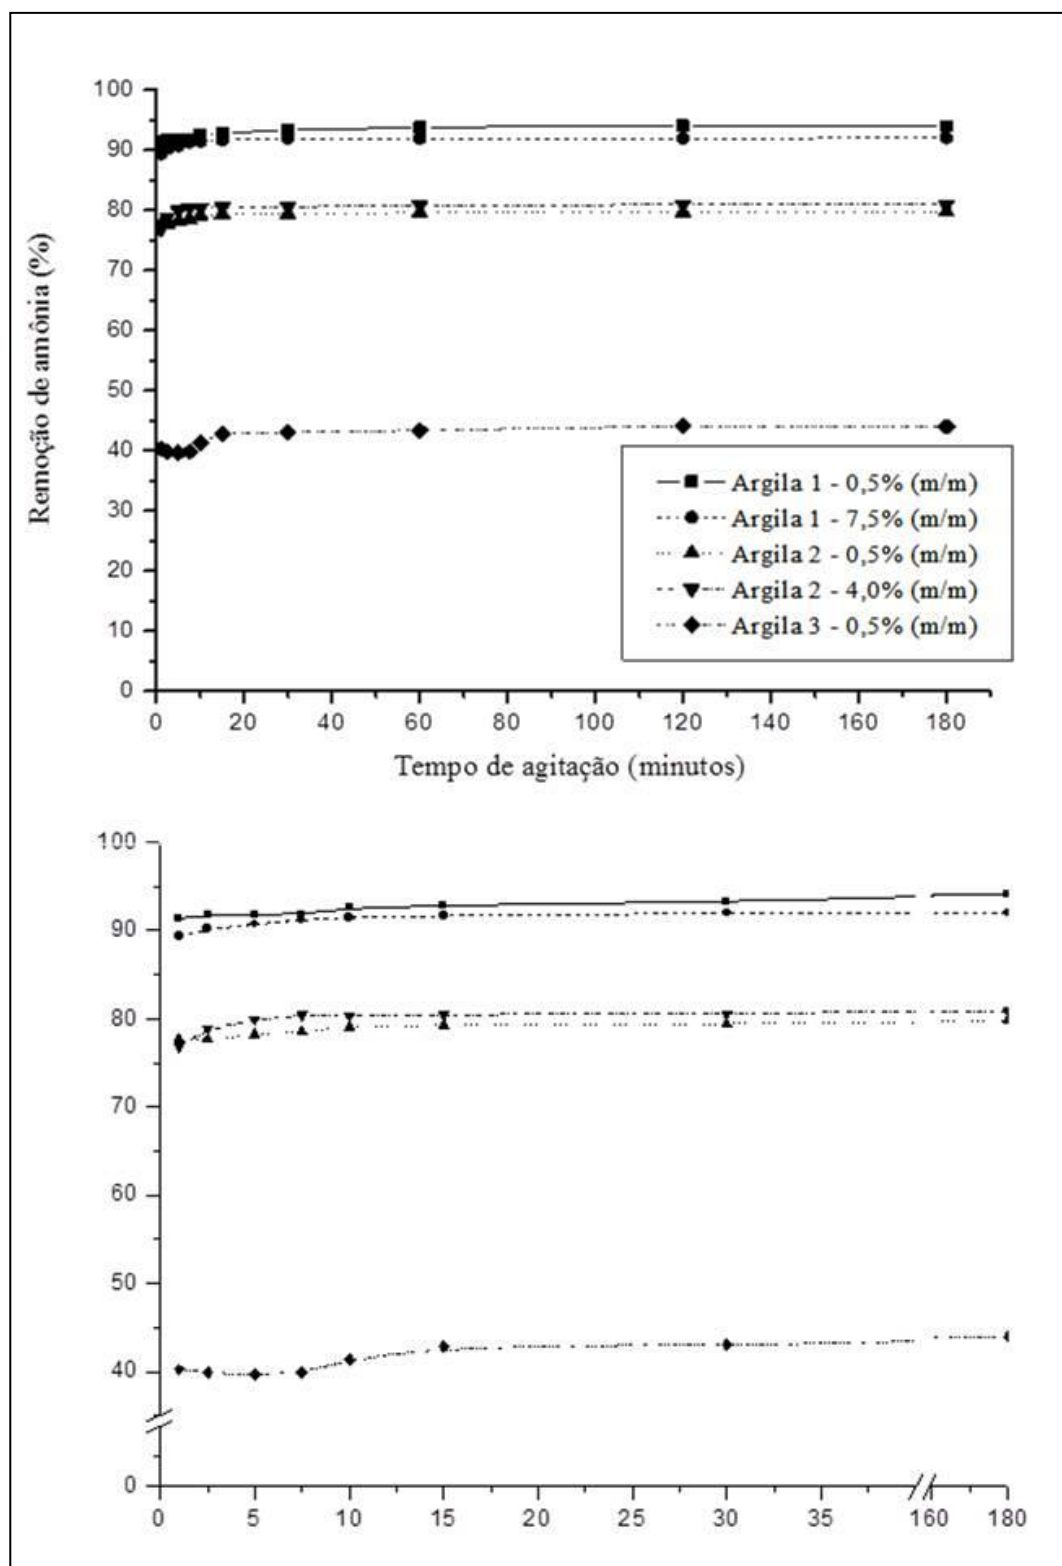 100
90
80
70
60
50
40
30
20
10
0
Remoção de amônia (%)
Argila 1 - 0,5% (m/m)
Argila 1 - 7,5% (m/m)
Argila 2 - 0,5% (m/m)
Argila 2 - 4,0% (m/m)
Argila 3 - 0,5% (m/m)
0 20 40 60 80 100 120 140 160 180
Tempo de agitação (minutos)
100
90
80
70
60
50
40
0
0 5 10 15 20 25 30 35 160 180